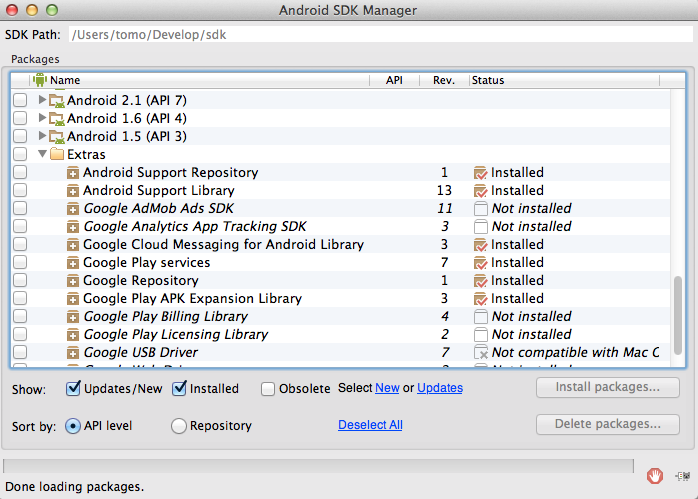 Android SDK Manager
SDK Path: /Users/tomo/Develop/sdk
Packages
Name API Rev. Status
Android 2.1 (API 7)
Android 1.6 (API 4)
Android 1.5 (API 3)
Extras
Android Support Repository 1 Installed
Android Support Library 13 Installed
Google AdMob Ads SDK 11 Not installed
Google Analytics App Tracking SDK 3 Not installed
Google Cloud Messaging for Android Library 3 Installed
Google Play services 7 Installed
Google Repository 1 Installed
Google Play APK Expansion Library 3 Installed
Google Play Billing Library 4 Not installed
Google Play Licensing Library 2 Not installed
Google USB Driver 7 Not compatible with Mac O
Show: Updates/New Installed Obsolete Select New or Updates Install packages...
Sort by: API level Repository Deselect All Delete packages...
Done loading packages.